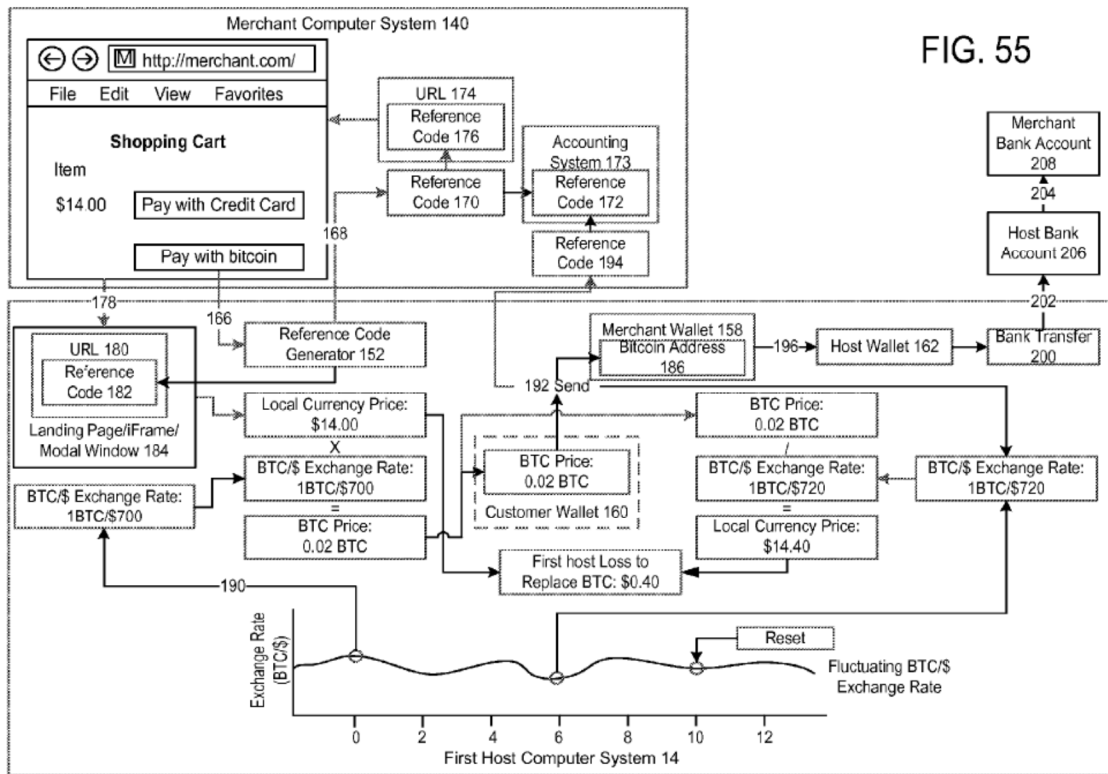 Merchant Computer System 140
FIG. 55
M http://merchant.com/
File Edit View Favorites
Shopping Cart
Item
$14.00
Pay with Credit Card
Pay with bitcoin
URL 174
Reference
Code 176
Reference
Code 170
Accounting
System 173
Reference
Code 172
Reference
Code 194
168
178
166
Merchant
Bank Account
208
204
Host Bank
Account 206
202
Bank Transfer
200
URL 180
Reference
Code 182
Landing Page/iFrame/
Modal Window 184
Reference Code
Generator 152
Merchant Wallet 158
Bitcoin Address
186
196
Host Wallet 162
192 Send
Local Currency Price:
$14.00
X
BTC/$ Exchange Rate:
1BTC/$700
=
BTC Price:
0.02 BTC
BTC/$ Exchange Rate:
1BTC/$700
BTC Price:
0.02 BTC
Customer Wallet 160
BTC Price:
0.02 BTC
/
BTC/$ Exchange Rate:
1BTC/$720
=
Local Currency Price:
$14.40
BTC/$ Exchange Rate:
1BTC/$720
First host Loss to
Replace BTC: $0.40
190
Exchange Rate
(BTC/$)
Reset
Fluctuating BTC/$
Exchange Rate
0 2 4 6 8 10 12
First Host Computer System 14